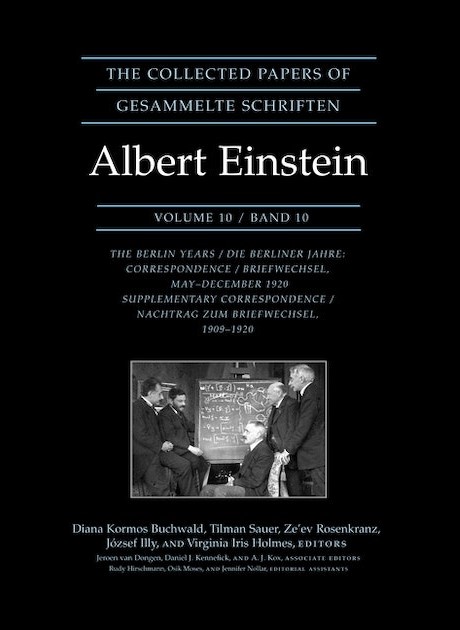 THE COLLECTED PAPERS OF
GESAMMELTE SCHRIFTEN
Albert Einstein
VOLUME 10 / BAND 10
THE BERLIN YEARS / DIE BERLINER JAHRE:
CORRESPONDENCE / BRIEFWECHSEL,
MAY–DECEMBER 1920
SUPPLEMENTARY CORRESPONDENCE /
NACHTRAG ZUM BRIEFWECHSEL,
1909–1920
Diana Kormos Buchwald, Tilman Sauer, Ze'ev Rosenkranz,
József Illy, AND Virginia Iris Holmes, EDITORS
Jeroen van Dongen, Daniel J. Kennefick, AND A. J. Kox, ASSOCIATE EDITORS
Rudy Hirschmann, Osik Moses, AND Jennifer Nollar, EDITORIAL ASSISTANTS